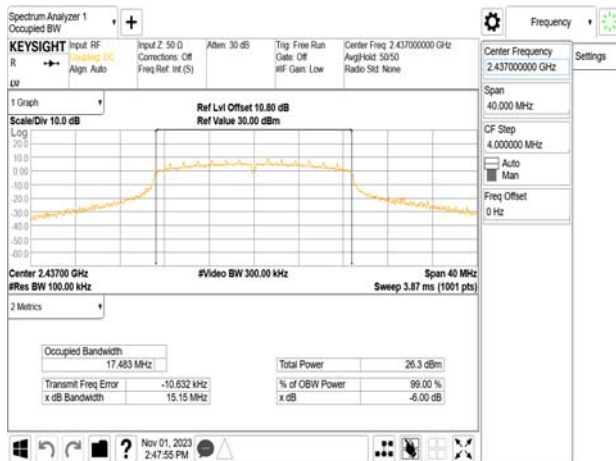 Spectrum Analyzer 1
Occupied BW
+
Frequency
KEYSIGHT
R
LXI
Input: RF
Coupling: DC
Align: Auto
Input Z: 50 Ω
Corrections: Off
Freq Ref: Int (S)
Atten: 30 dB
Trig: Free Run
Gate: Off
#IF Gain: Low
Center Freq: 2.437000000 GHz
Avg|Hold: 50/50
Radio Std: None
Center Frequency
2.437000000 GHz
Settings
Span
40.000 MHz
CF Step
4.000000 MHz
Auto
Man
Freq Offset
0 Hz
1 Graph
Scale/Div 10.0 dB
Ref Lvl Offset 10.80 dB
Ref Value 30.00 dBm
Log
20.0
10.0
0.00
-10.0
-20.0
-30.0
-40.0
-50.0
-60.0
Center 2.43700 GHz
#Video BW 300.00 kHz
Span 40 MHz
#Res BW 100.00 kHz
Sweep 3.87 ms (1001 pts)
2 Metrics
Occupied Bandwidth
17.483 MHz
Total Power 26.3 dBm
Transmit Freq Error -10.632 kHz
% of OBW Power 99.00 %
x dB Bandwidth 15.15 MHz
x dB -6.00 dB
?
Nov 01, 2023
2:47:55 PM